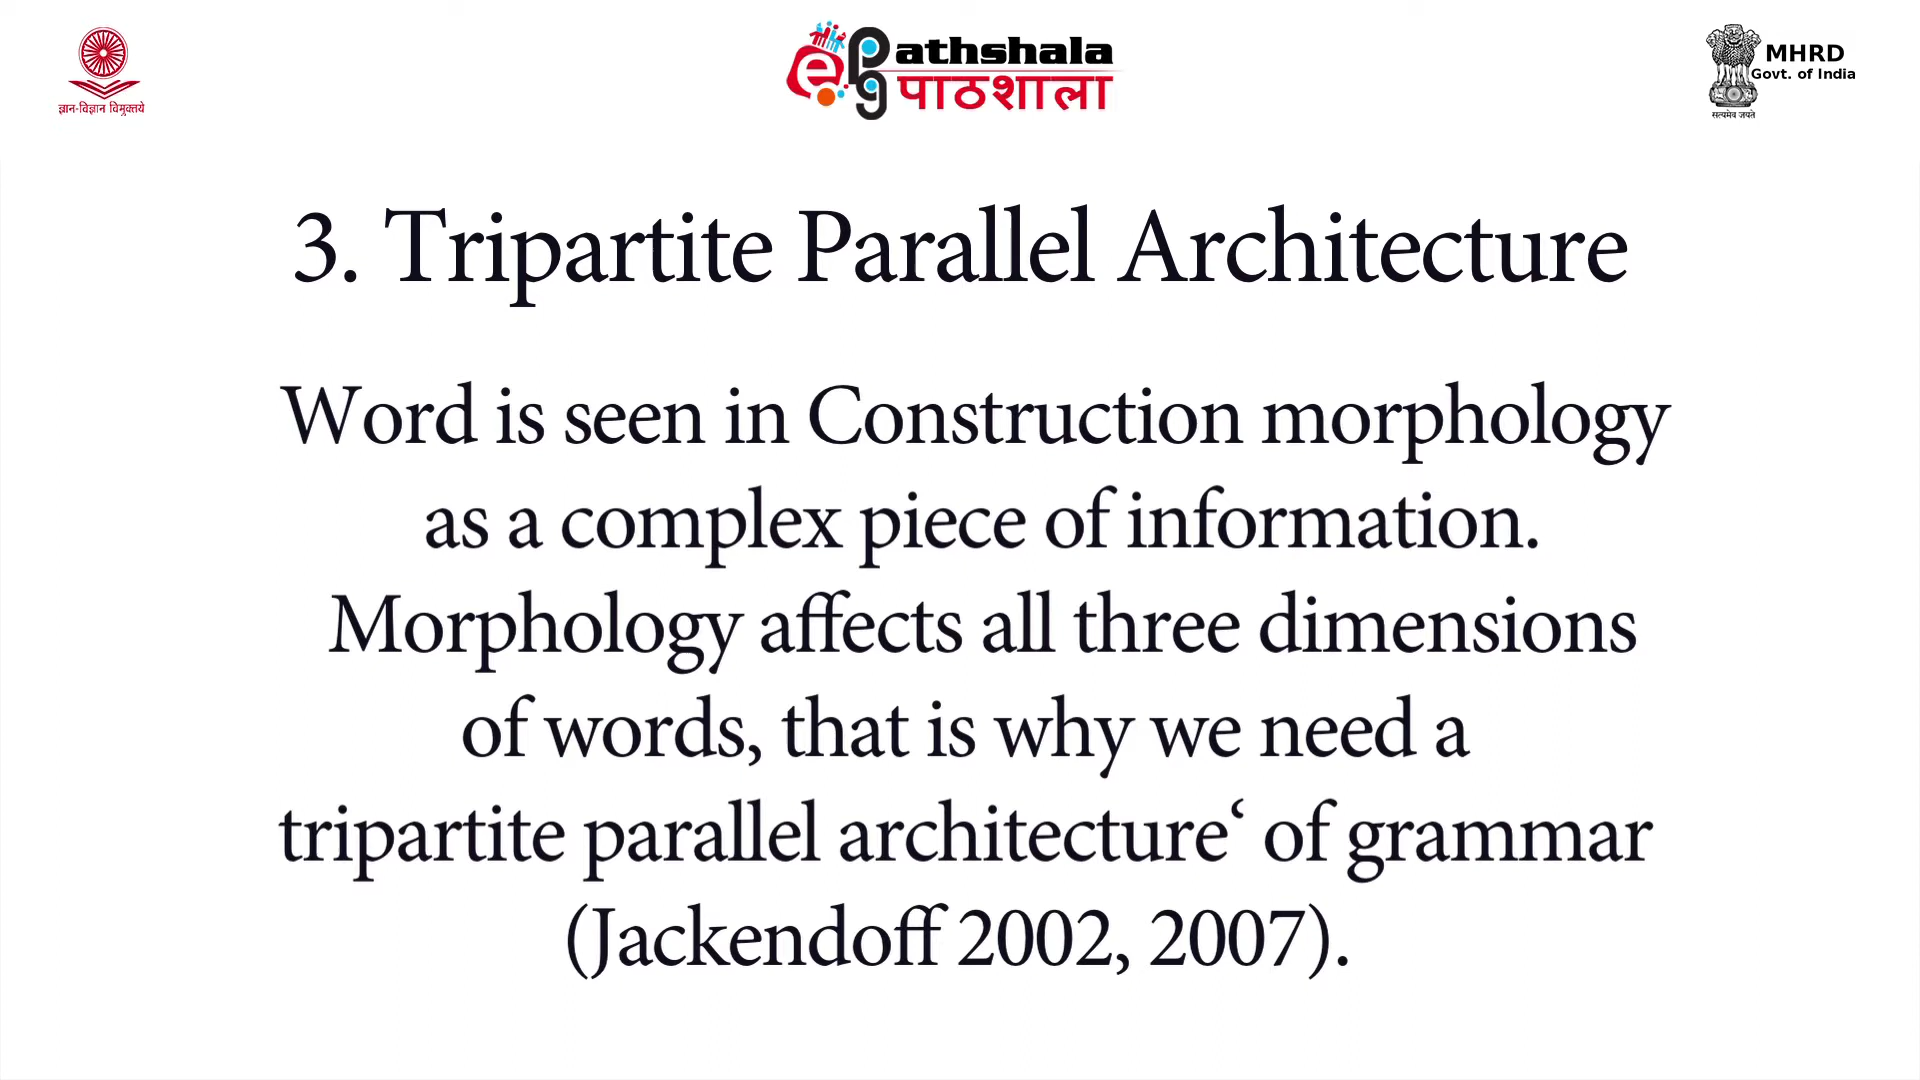 ज्ञान-विज्ञान विमुक्तये
ePG athshala
पाठशाला
MHRD
Govt. of India
सत्यमेव जयते
3. Tripartite Parallel Architecture
Word is seen in Construction morphology
as a complex piece of information.
Morphology affects all three dimensions
of words, that is why we need a
tripartite parallel architecture‘ of grammar
(Jackendoff 2002, 2007).